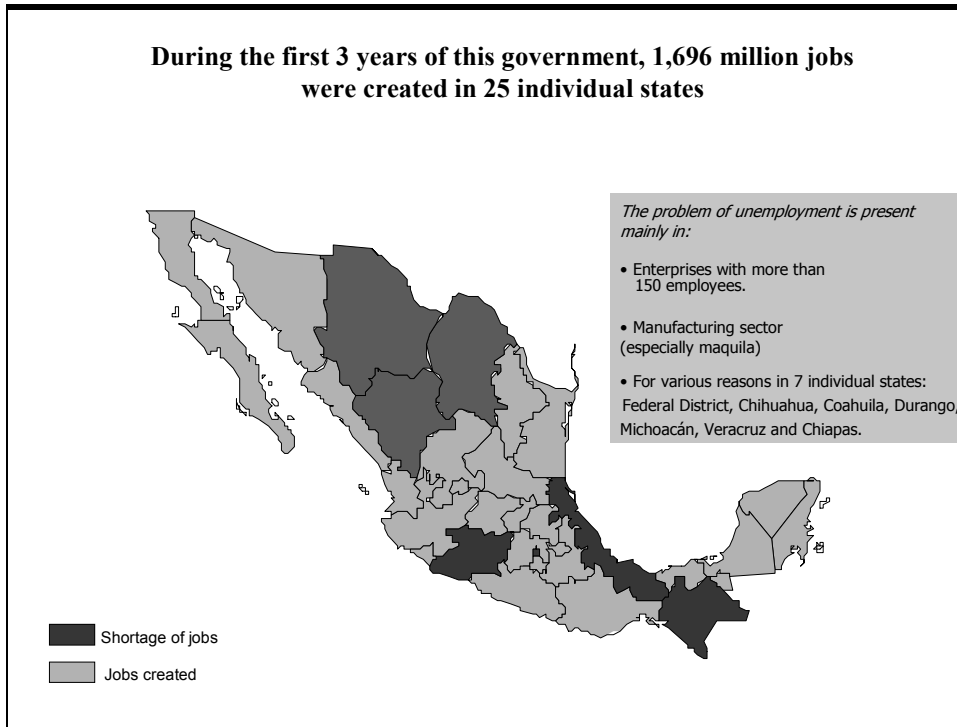 During the first 3 years of this government, 1,696 million jobs
were created in 25 individual states
The problem of unemployment is present
mainly in:
• Enterprises with more than
150 employees.
• Manufacturing sector
(especially maquila)
• For various reasons in 7 individual states:
Federal District, Chihuahua, Coahuila, Durango,
Michoacán, Veracruz and Chiapas.
Shortage of jobs
Jobs created